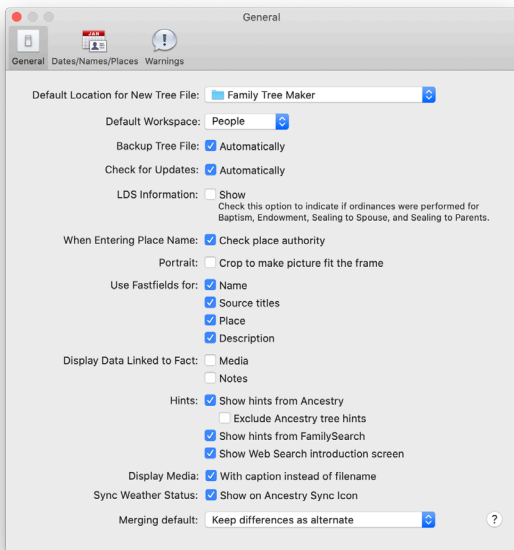 General
JAN
General Dates/Names/Places Warnings
Default Location for New Tree File: Family Tree Maker
Default Workspace: People
Backup Tree File: Automatically
Check for Updates: Automatically
LDS Information: Show
Check this option to indicate if ordinances were performed for
Baptism, Endowment, Sealing to Spouse, and Sealing to Parents.
When Entering Place Name: Check place authority
Portrait: Crop to make picture fit the frame
Use Fastfields for: Name
Source titles
Place
Description
Display Data Linked to Fact: Media
Notes
Hints: Show hints from Ancestry
Exclude Ancestry tree hints
Show hints from FamilySearch
Show Web Search introduction screen
Display Media: With caption instead of filename
Sync Weather Status: Show on Ancestry Sync Icon
Merging default: Keep differences as alternate ?